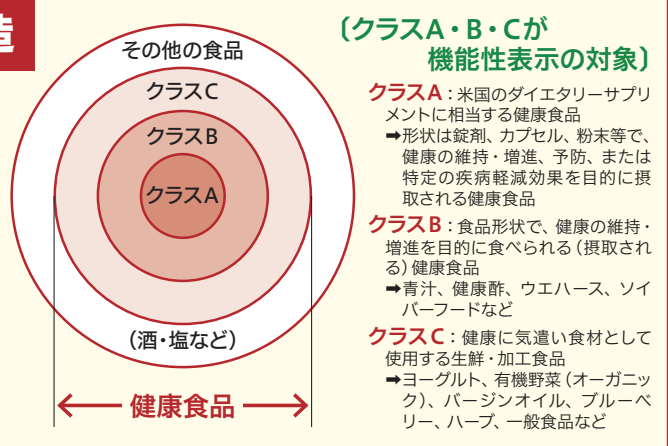 造
その他の食品
クラスC
クラスB
クラスA
(酒・塩など)
健康食品
〔クラスA・B・Cが
機能性表示の対象〕
クラスA：米国のダイエタリーサプリ
メントに相当する健康食品
➡形状は錠剤、カプセル、粉末等で、
健康の維持・増進、予防、または
特定の疾病軽減効果を目的に摂
取される健康食品
クラスB：食品形状で、健康の維持・
増進を目的に食べられる(摂取され
る)健康食品
➡青汁、健康酢、ウエハース、ソイ
バーフードなど
クラスC：健康に気遣い食材として
使用する生鮮・加工食品
➡ヨーグルト、有機野菜(オーガニッ
ク)、バージンオイル、ブルーベ
リー、ハーブ、一般食品など